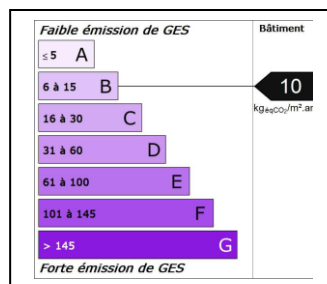 Faible émission de GES Bâtiment
≤ 5 A
6 à 15 B 10
kgéqCO₂/m².an
16 à 30 C
31 à 60 D
61 à 100 E
101 à 145 F
> 145 G
Forte émission de GES